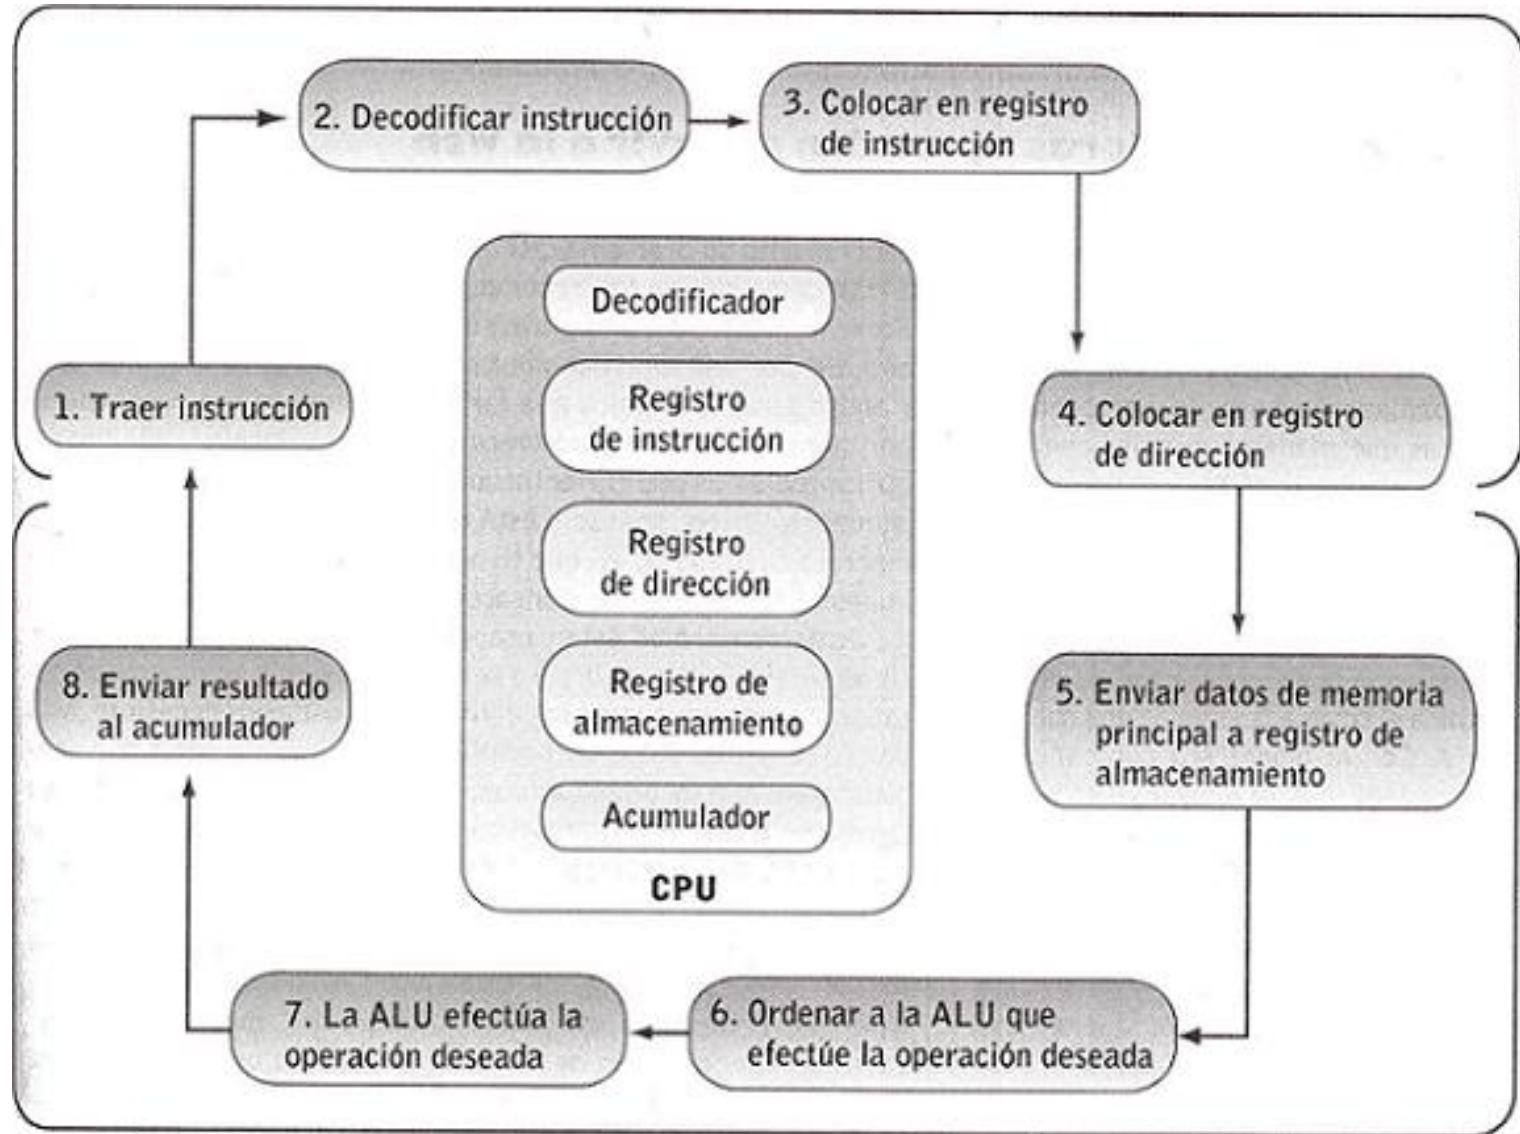 2. Decodificar instrucción
3. Colocar en registro
de instrucción
1. Traer instrucción
4. Colocar en registro
de dirección
Decodificador
Registro
de instrucción
Registro
de dirección
Registro de
almacenamiento
Acumulador
CPU
8. Enviar resultado
al acumulador
5. Enviar datos de memoria
principal a registro de
almacenamiento
7. La ALU efectúa la
operación deseada
6. Ordenar a la ALU que
efectúe la operación deseada